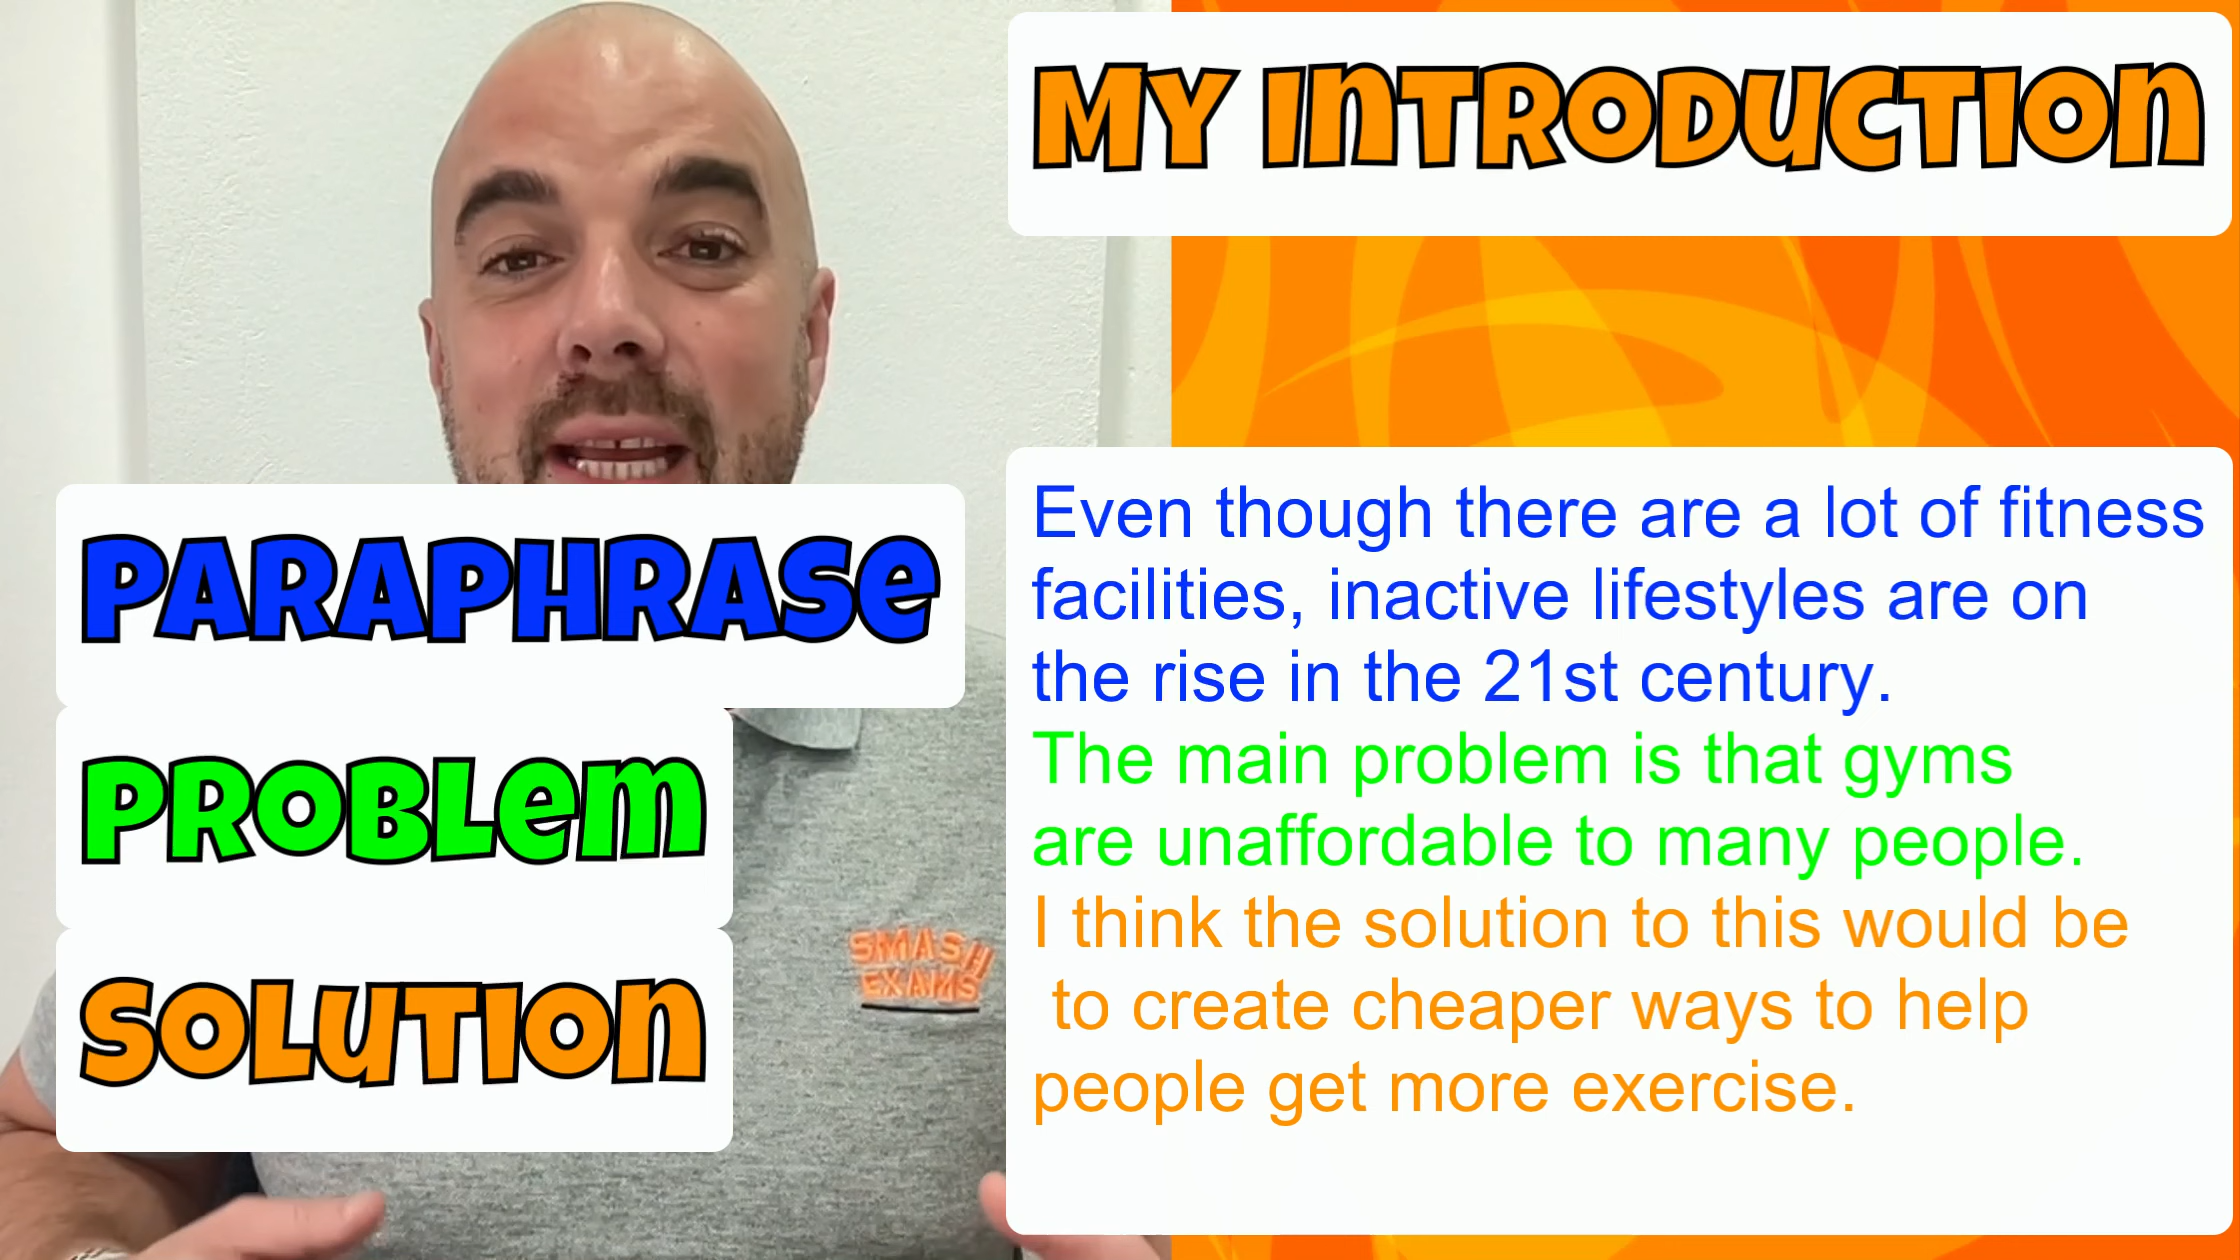 MY INTRODUCTION
PARAPHRASE
PROBLEM
SOLUTION
SMASH
EXAMS
Even though there are a lot of fitness
facilities, inactive lifestyles are on
the rise in the 21st century.
The main problem is that gyms
are unaffordable to many people.
I think the solution to this would be
to create cheaper ways to help
people get more exercise.